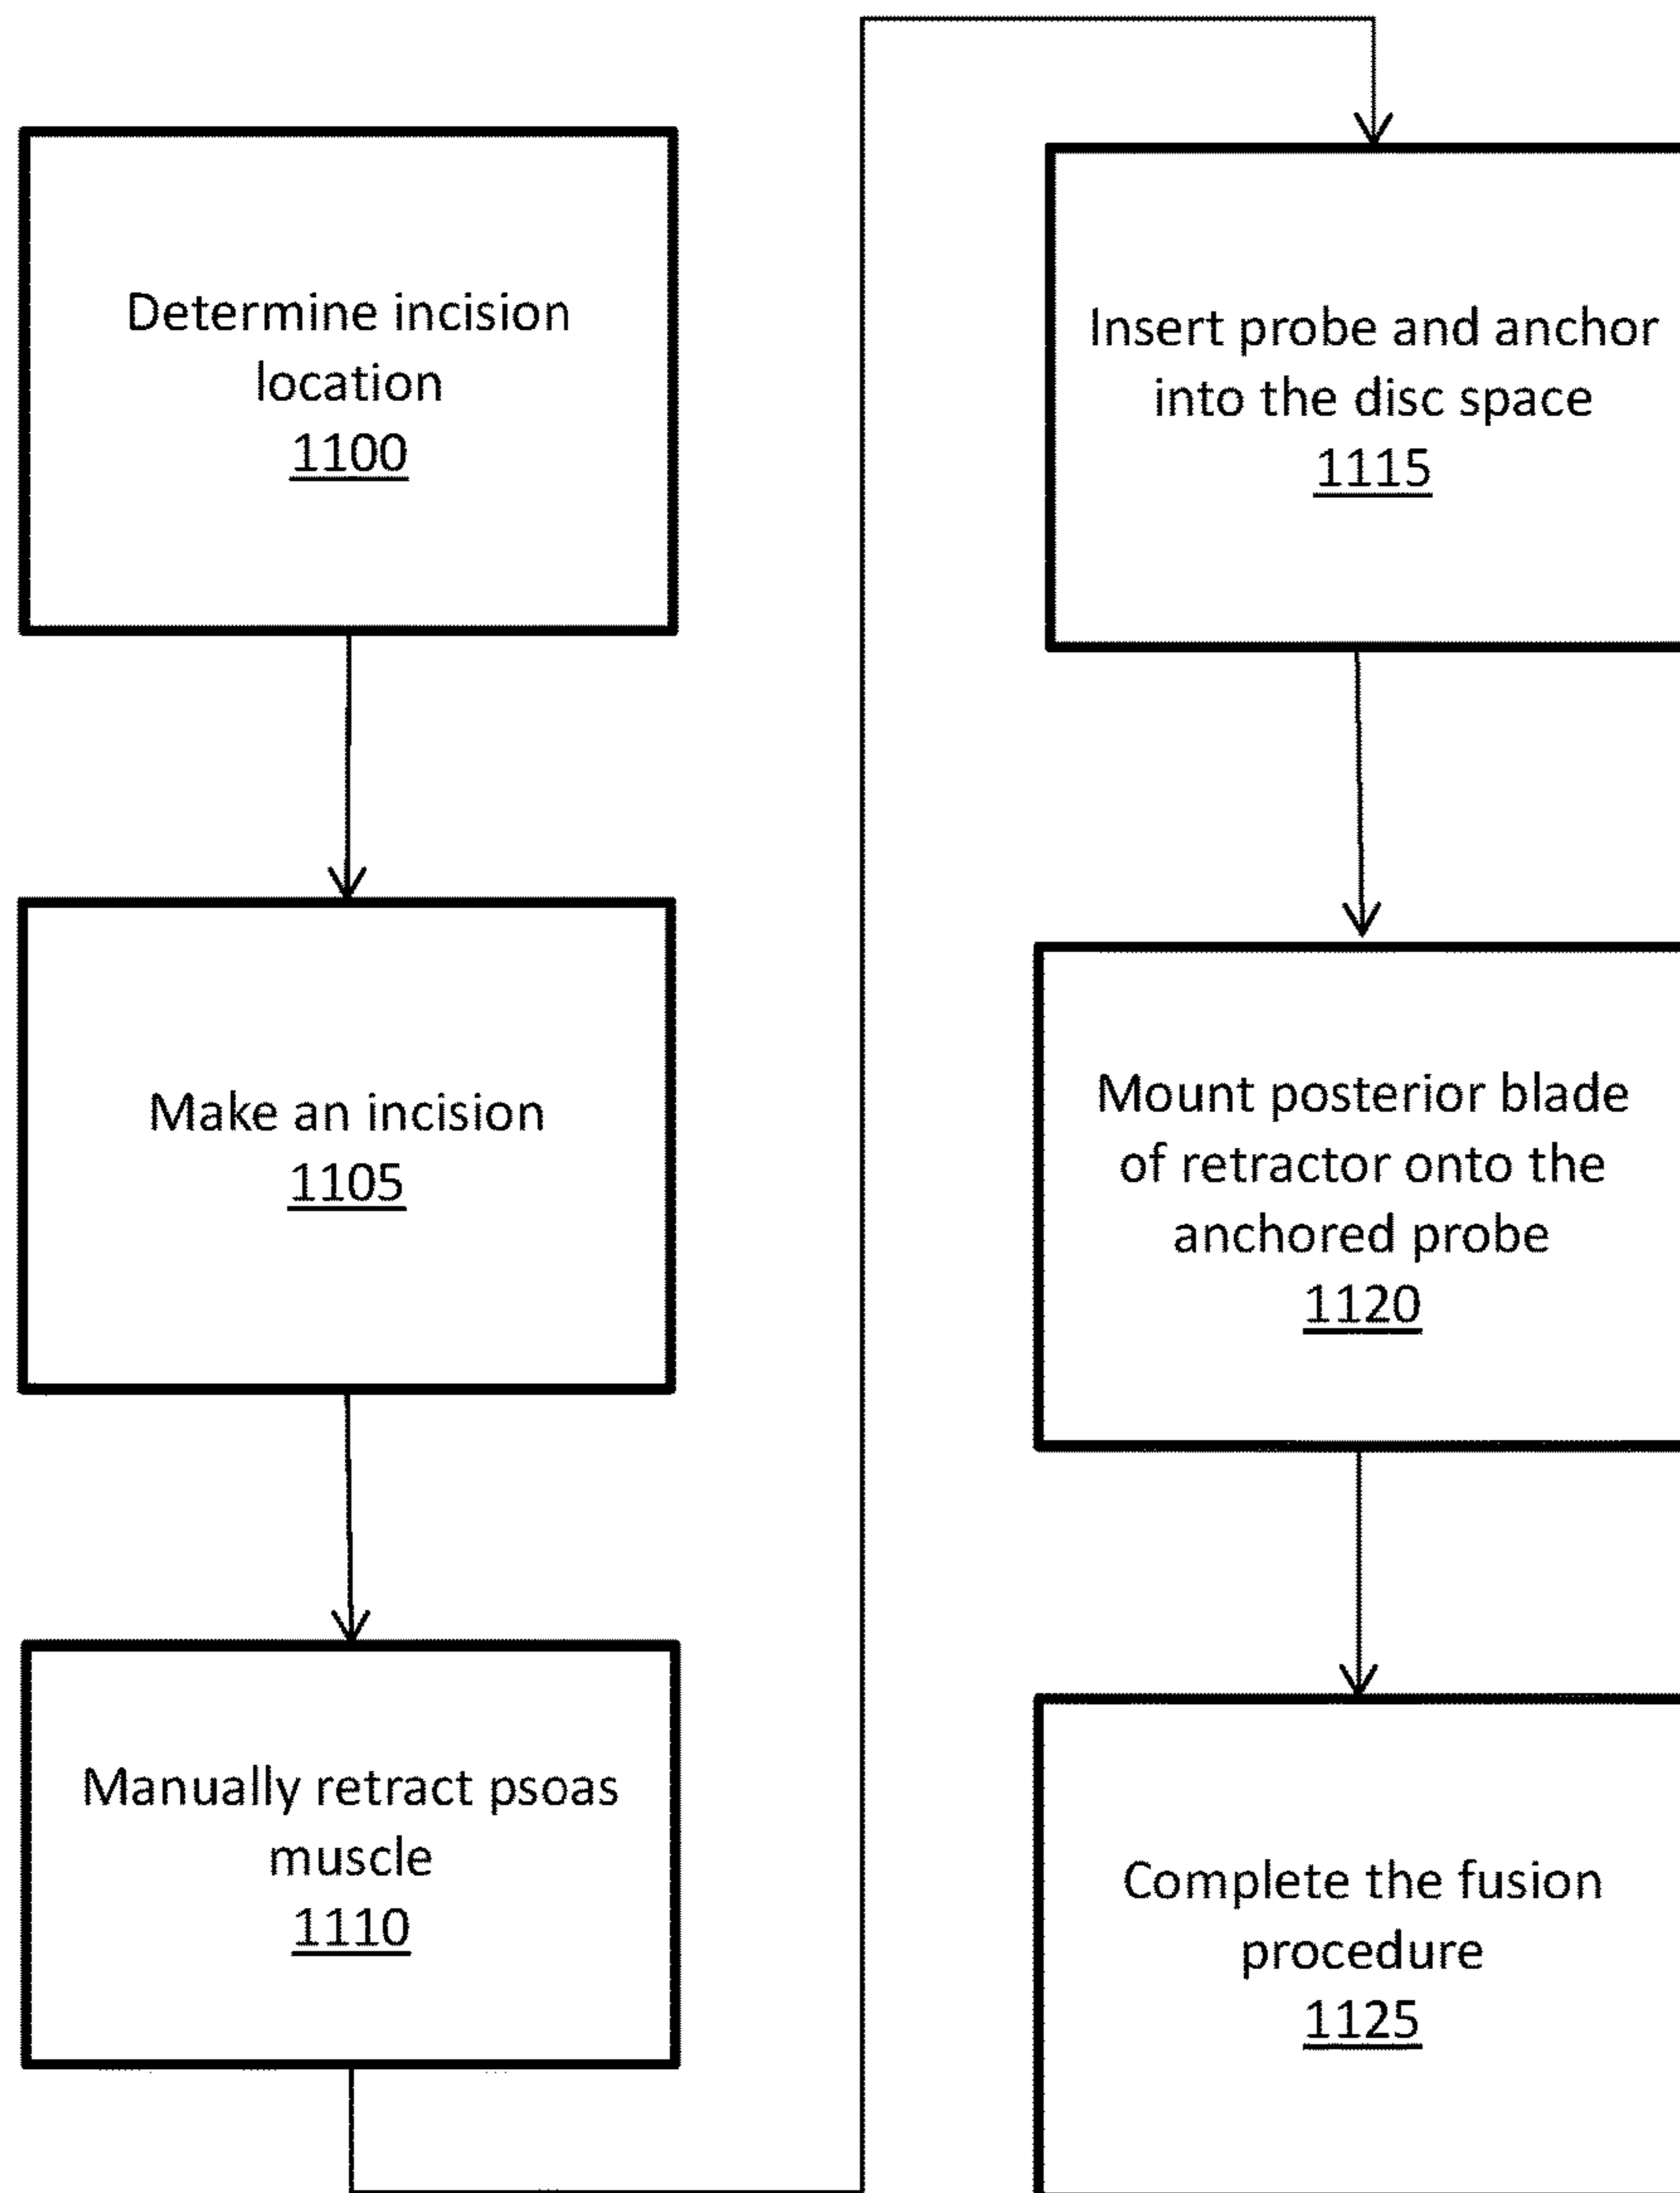 Determine incision
location
1100
Make an incision
1105
Manually retract psoas
muscle
1110
Insert probe and anchor
into the disc space
1115
Mount posterior blade
of retractor onto the
anchored probe
1120
Complete the fusion
procedure
1125